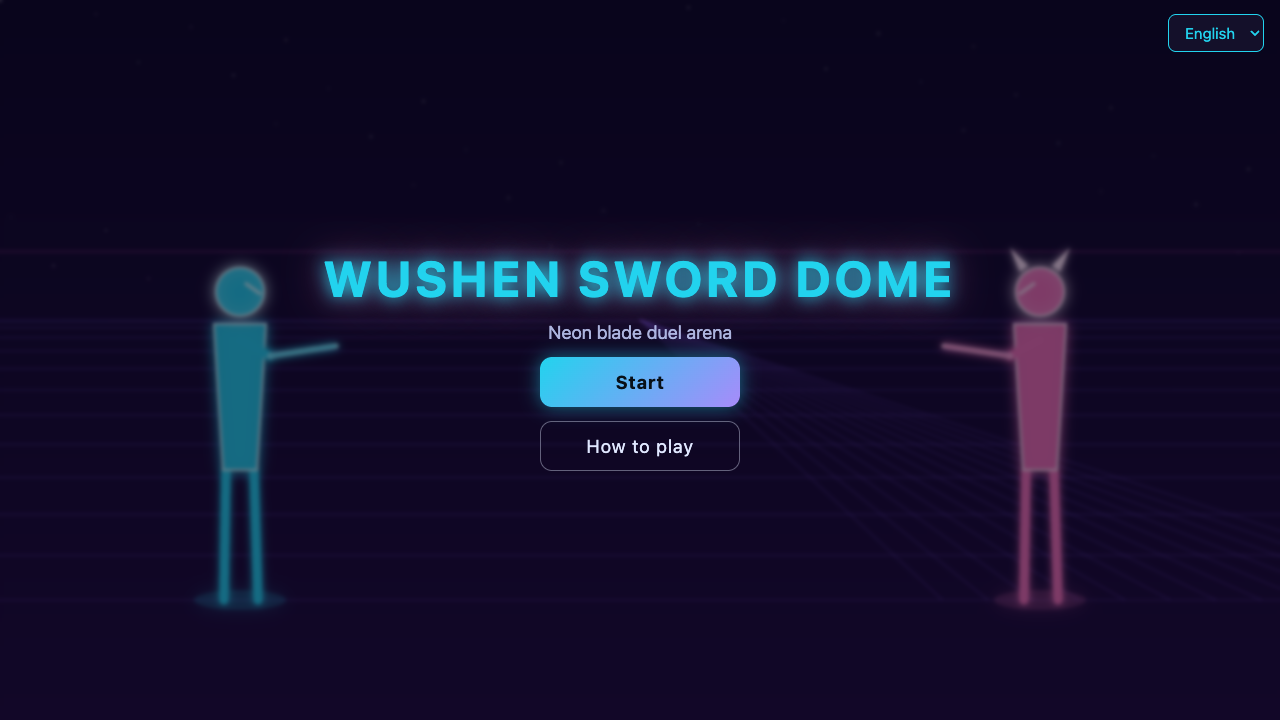 English
WUSHEN SWORD DOME
Neon blade duel arena
Start
How to play